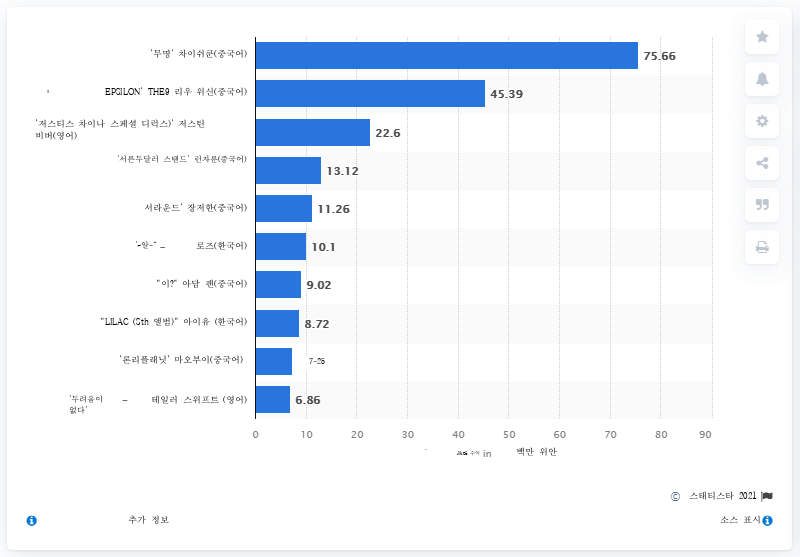 '무명' 차이쉬쿤(중국어)
75.66
EPSILON' THE9 리우 위신(중국어)
45.39
'저스티스 차이나 스페셜 디럭스)' 저스틴
비버(영어)
22.6
'서른두달러 스탠드' 런자룬(중국어)
13.12
서라운드' 장저한(중국어)
11.26
'-알-" – 로즈(한국어)
10.1
"이?" 아담 팬(중국어)
9.02
"LILAC (5th 앨범)" 아이유 (한국어)
8.72
'론리플래닛' 마오부이(중국어)
7-25
'두려움이 – 테일러 스위프트 (영어)
없다'
6.86
0 10 20 30 40 50 60 70 80 90
in 백만 위안
© 스태티스타 2021
추가 정보
소스 표시